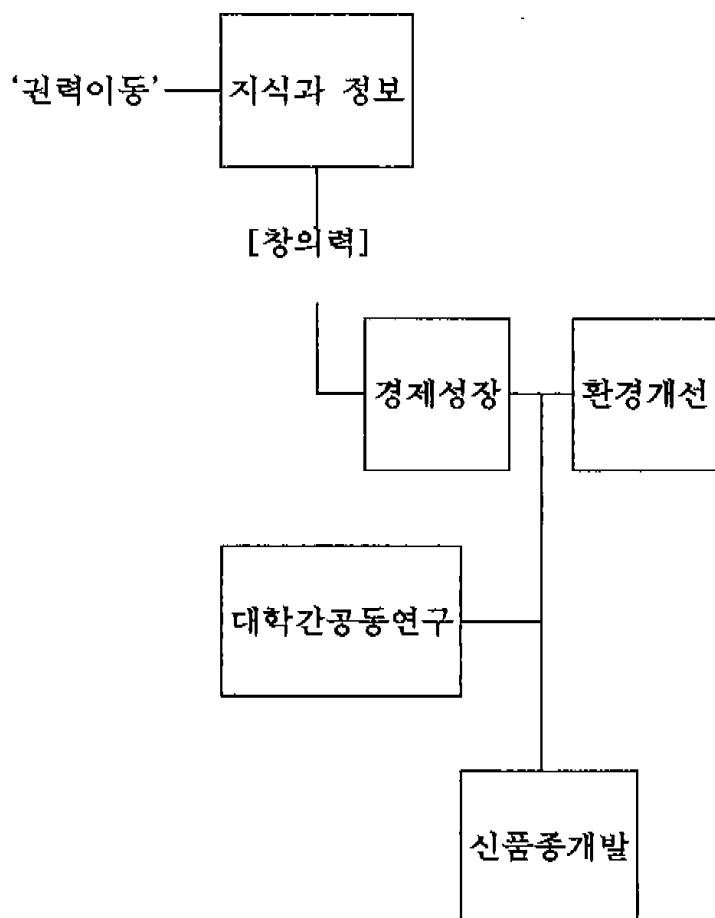 ‘권력이동’ 지식과 정보
[창의력]
경제성장 환경개선
대학간공동연구
신품종개발